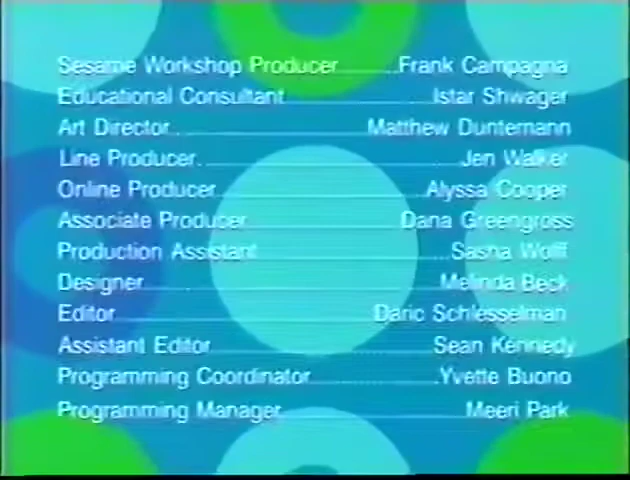 Sesame Workshop Producer........Frank Campagna
Educational Consultant........Istar Shwager
Art Director........Matthew Duntemann
Line Producer........Jen Walker
Online Producer........Alyssa Cooper
Associate Producer........Dana Greengross
Production Assistant........Sasha Wolff
Designer........Melinda Beck
Editor........Daric Schlesselman
Assistant Editor........Sean Kennedy
Programming Coordinator........Yvette Buono
Programming Manager........Meeri Park